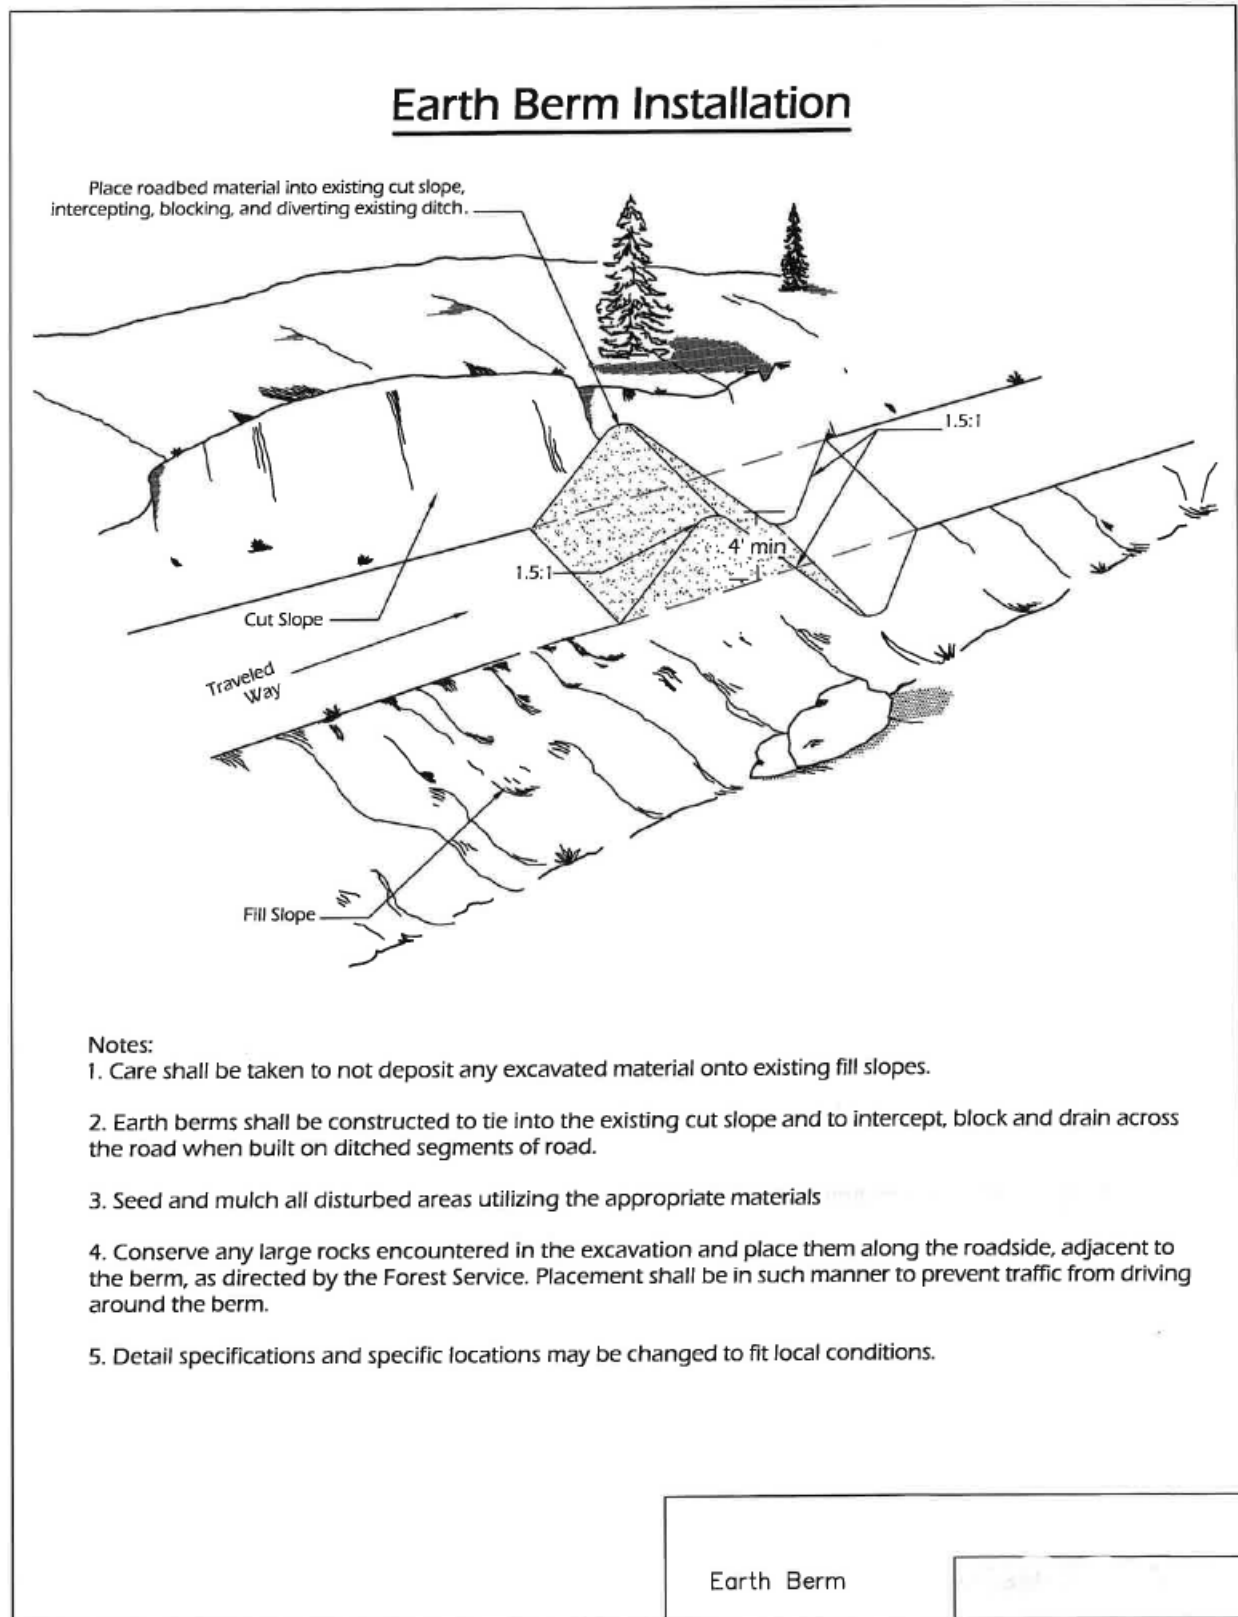 Earth Berm Installation
Place roadbed material into existing cut slope,
intercepting, blocking, and diverting existing ditch.
1.5:1
4' min
1.5:1
Cut Slope
Traveled
Way
Fill Slope
Notes:
1. Care shall be taken to not deposit any excavated material onto existing fill slopes.
2. Earth berms shall be constructed to tie into the existing cut slope and to intercept, block and drain across
the road when built on ditched segments of road.
3. Seed and mulch all disturbed areas utilizing the appropriate materials
4. Conserve any large rocks encountered in the excavation and place them along the roadside, adjacent to
the berm, as directed by the Forest Service. Placement shall be in such manner to prevent traffic from driving
around the berm.
5. Detail specifications and specific locations may be changed to fit local conditions.
Earth Berm